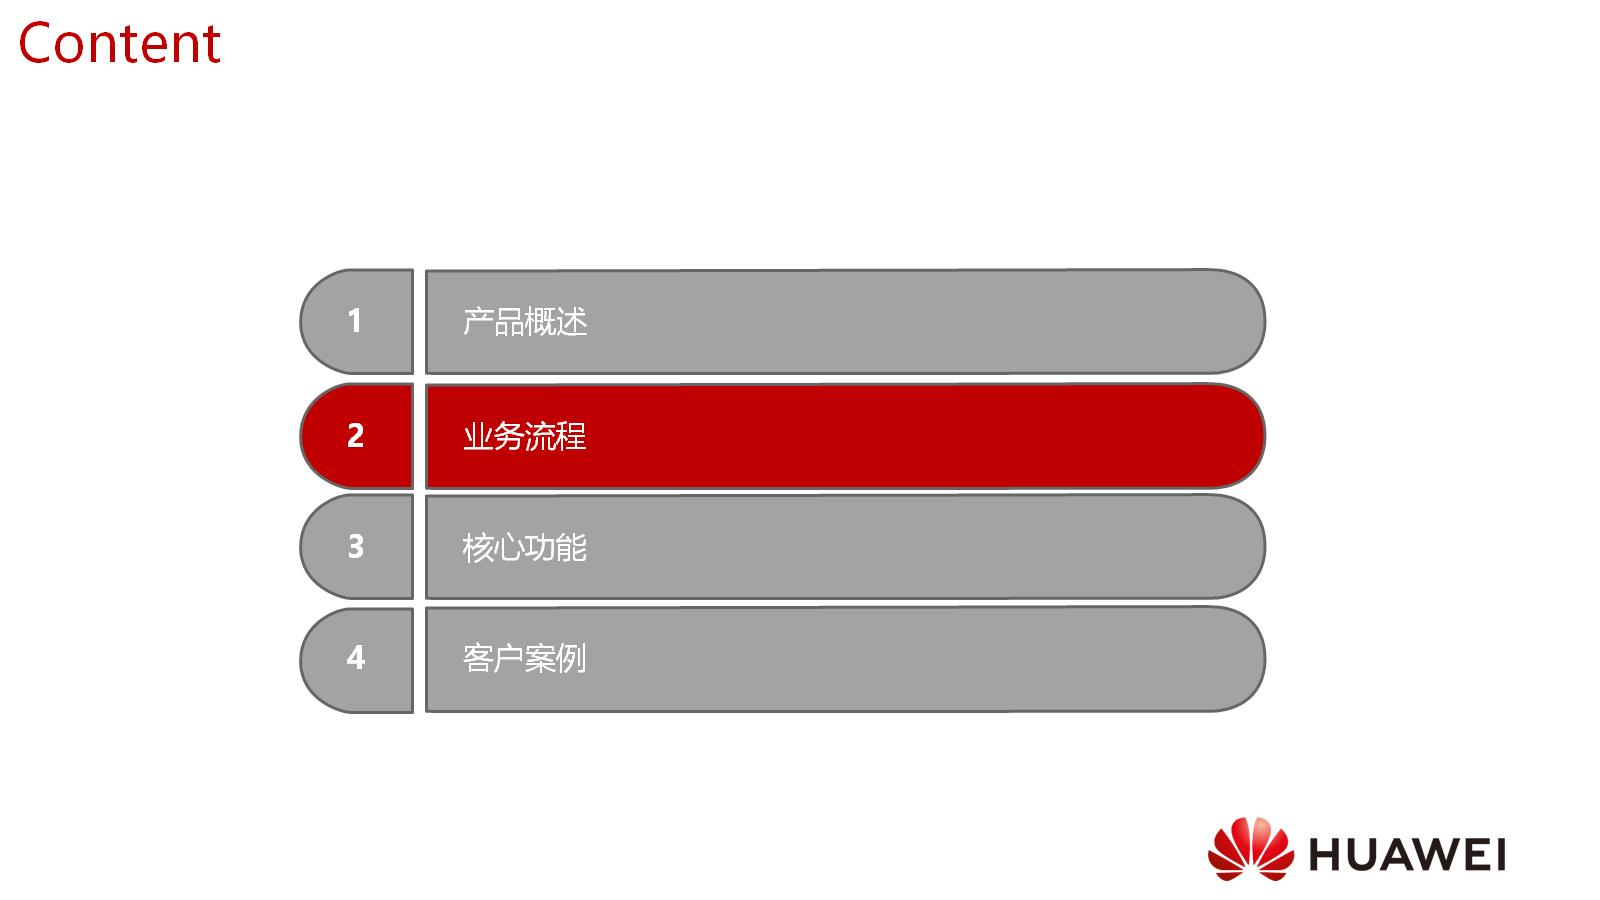 Content
1 产品概述
2 业务流程
3 核心功能
4 客户案例
HUAWEI